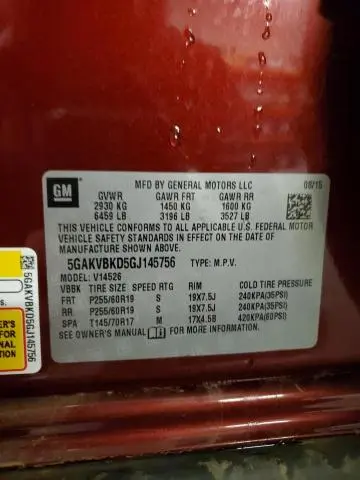 GM
MFD BY GENERAL MOTORS LLC 08/15
GVWR GAWR FRT GAWR RR
2930 KG 1450 KG 1600 KG
6459 LB 3196 LB 3527 LB
THIS VEHICLE CONFORMS TO ALL APPLICABLE U.S. FEDERAL MOTOR
VEHICLE SAFETY STANDARDS IN EFFECT ON THE DATE OF
MANUFACTURE SHOWN ABOVE.
5GAKVBKD5GJ145756 TYPE: M.P.V.
MODEL: V14526
VBBK TIRE SIZE SPEED RTG RIM COLD TIRE PRESSURE
FRT P255/60R19 S 19X7.5J 240KPA(35PSI)
RR P255/60R19 S 19X7.5J 240KPA(35PSI)
SPA T145/70R17 M 17X4.5B 420KPA(60PSI)
SEE OWNER'S MANUAL FOR MORE INFORMATION.
5GAKVBKD5GJ145756
ER'S
ONAL
ATION